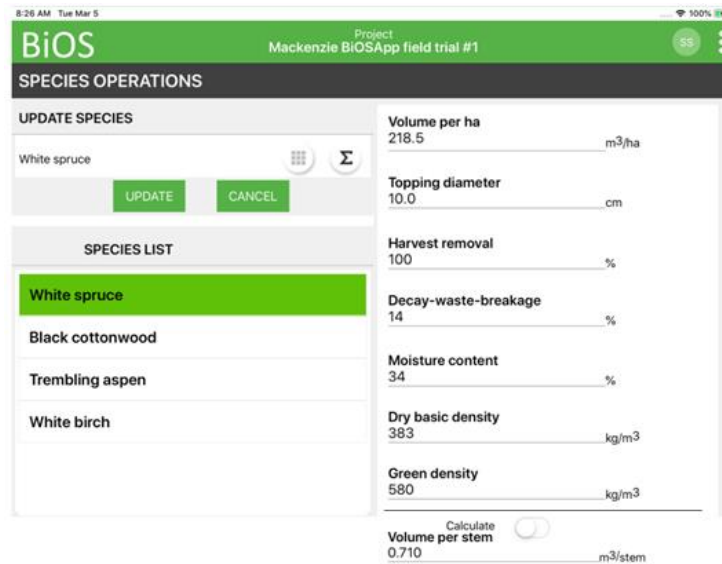 8:26 AM Tue Mar 5
100%
BiOS
Project
Mackenzie BiOSApp field trial #1
SS
SPECIES OPERATIONS
UPDATE SPECIES
White spruce
Σ
UPDATE
CANCEL
SPECIES LIST
White spruce
Black cottonwood
Trembling aspen
White birch
Volume per ha
218.5 m3/ha
Topping diameter
10.0 cm
Harvest removal
100 %
Decay-waste-breakage
14 %
Moisture content
34 %
Dry basic density
383 kg/m3
Green density
580 kg/m3
Calculate
Volume per stem
0.710 m3/stem